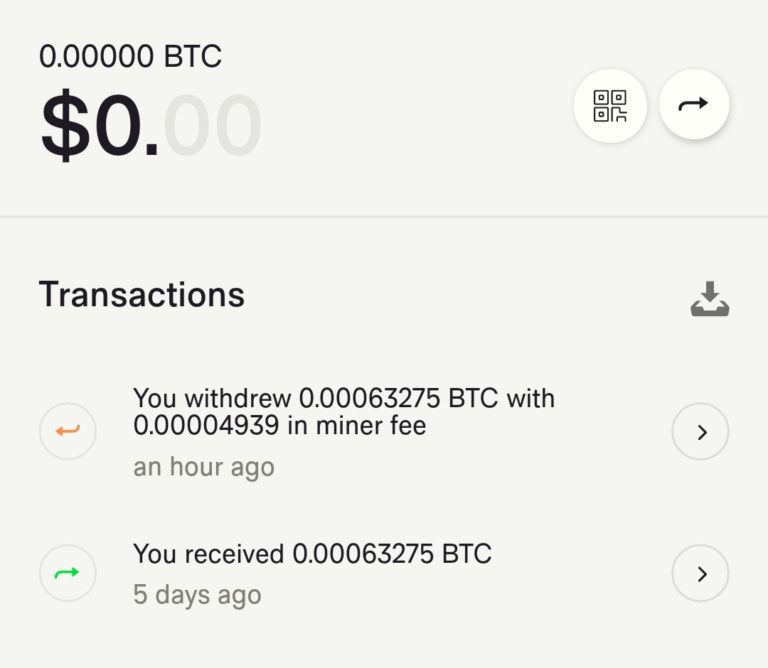 0.00000 BTC
$0.00
Transactions
You withdrew 0.00063275 BTC with
0.00004939 in miner fee
an hour ago
You received 0.00063275 BTC
5 days ago